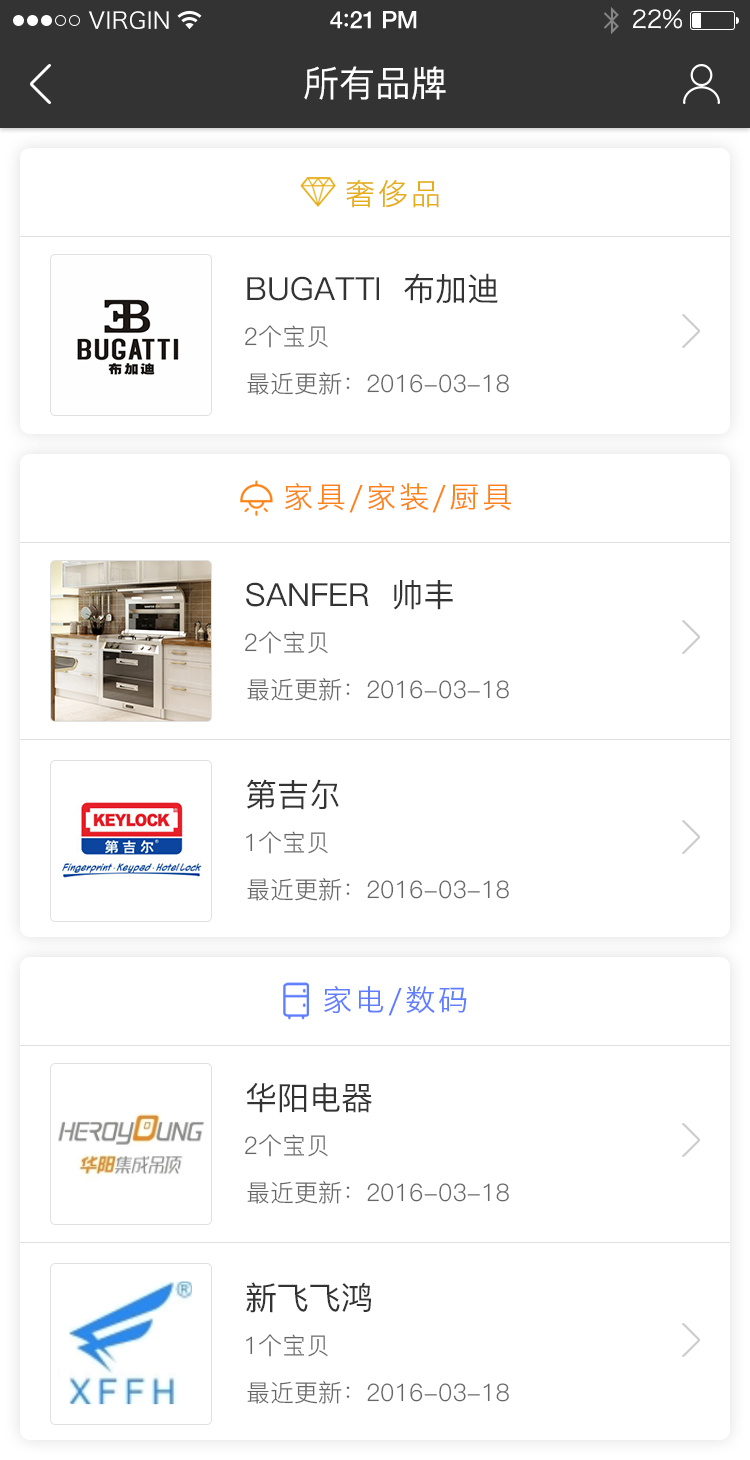 VIRGIN 4:21 PM 22%
所有品牌
奢侈品
EB
BUGATTI
布加迪
BUGATTI 布加迪
2个宝贝
最近更新：2016-03-18
家具/家装/厨具
SANFER 帅丰
2个宝贝
最近更新：2016-03-18
KEYLOCK
第吉尔®
Fingerprint·Keypad·Hotel Lock
第吉尔
1个宝贝
最近更新：2016-03-18
家电/数码
HEROYOUNG
华阳集成吊顶
华阳电器
2个宝贝
最近更新：2016-03-18
®
XFFH
新飞飞鸿
1个宝贝
最近更新：2016-03-18